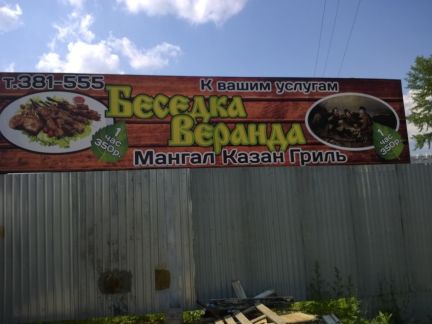 т.381-555
К вашим услугам
Беседка
Веранда
1 час 350р.
1 час 350р.
Мангал Казан Гриль